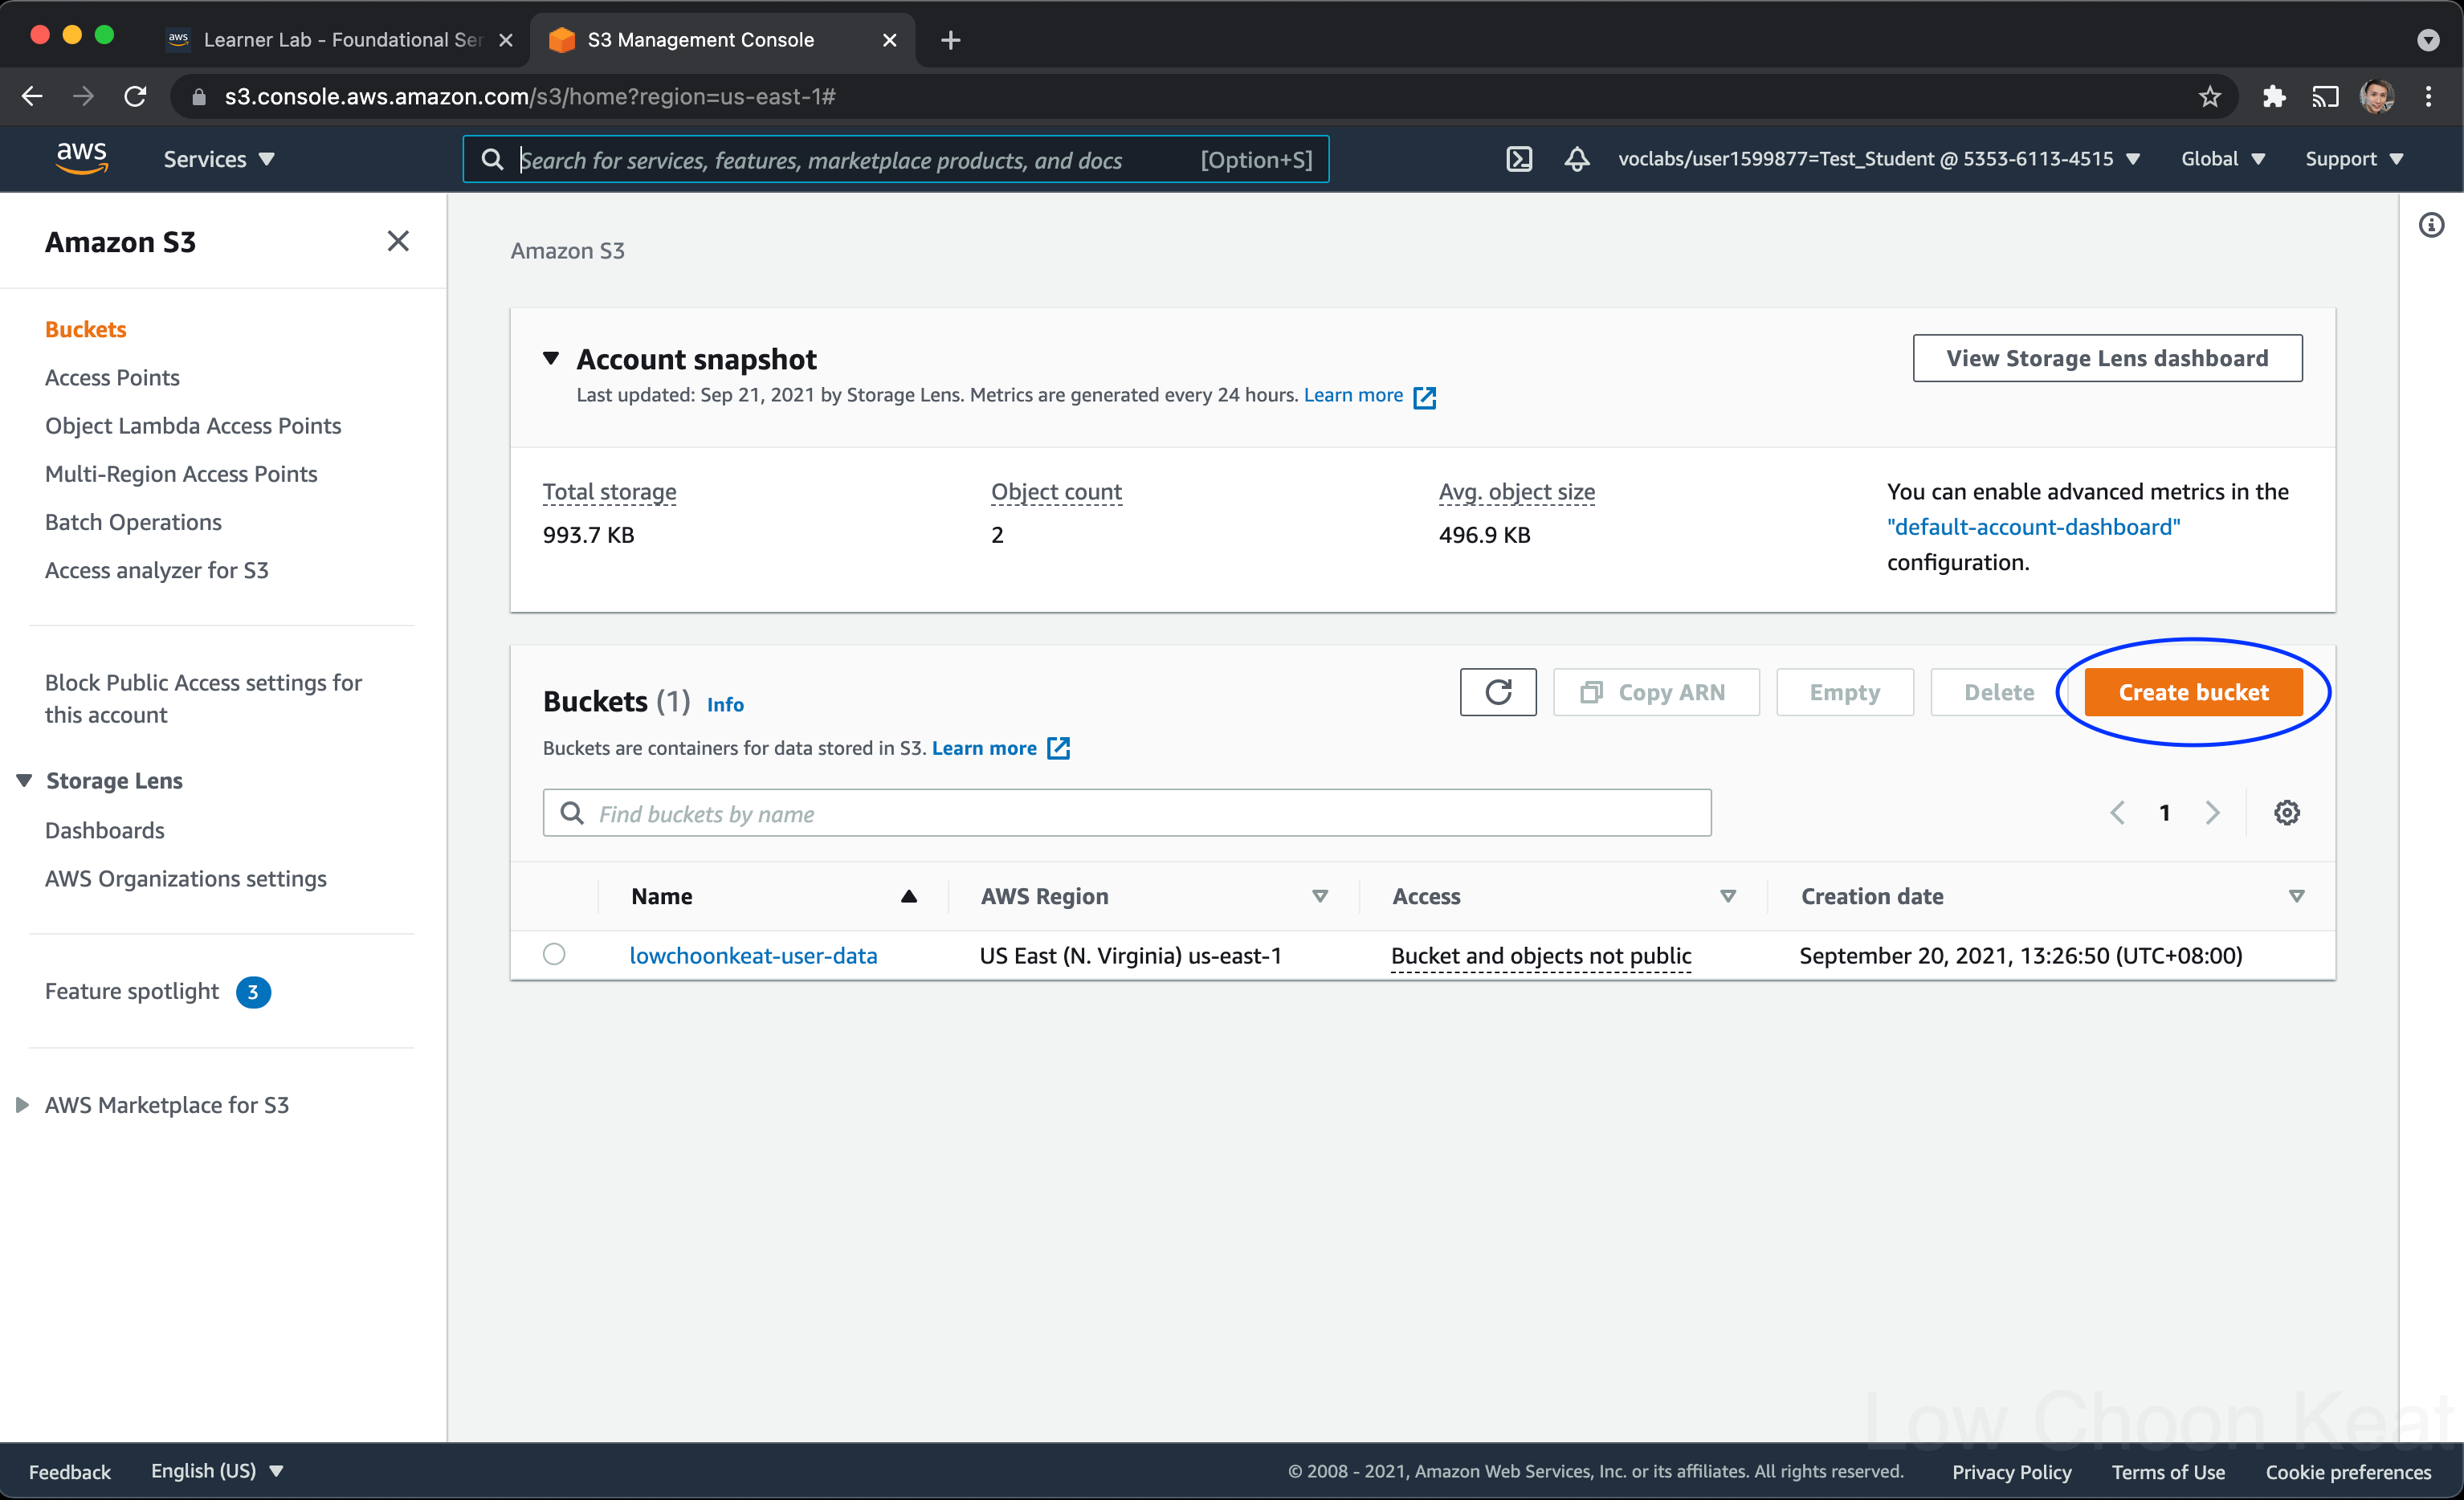 Learner Lab - Foundational Ser
S3 Management Console
s3.console.aws.amazon.com/s3/home?region=us-east-1#
aws
Services
Search for services, features, marketplace products, and docs [Option+S]
voclabs/user1599877=Test_Student @ 5353-6113-4515
Global
Support
Amazon S3
Buckets
Access Points
Object Lambda Access Points
Multi-Region Access Points
Batch Operations
Access analyzer for S3
Block Public Access settings for
this account
Storage Lens
Dashboards
AWS Organizations settings
Feature spotlight 3
AWS Marketplace for S3
Amazon S3
Account snapshot
View Storage Lens dashboard
Last updated: Sep 21, 2021 by Storage Lens. Metrics are generated every 24 hours. Learn more
Total storage
993.7 KB
Object count
2
Avg. object size
496.9 KB
You can enable advanced metrics in the
"default-account-dashboard"
configuration.
Buckets (1) Info
Copy ARN
Empty
Delete
Create bucket
Buckets are containers for data stored in S3. Learn more
Find buckets by name
1
Name AWS Region Access Creation date
lowchoonkeat-user-data US East (N. Virginia) us-east-1 Bucket and objects not public September 20, 2021, 13:26:50 (UTC+08:00)
Low Choon Keat
Feedback
English (US)
© 2008 - 2021, Amazon Web Services, Inc. or its affiliates. All rights reserved.
Privacy Policy
Terms of Use
Cookie preferences